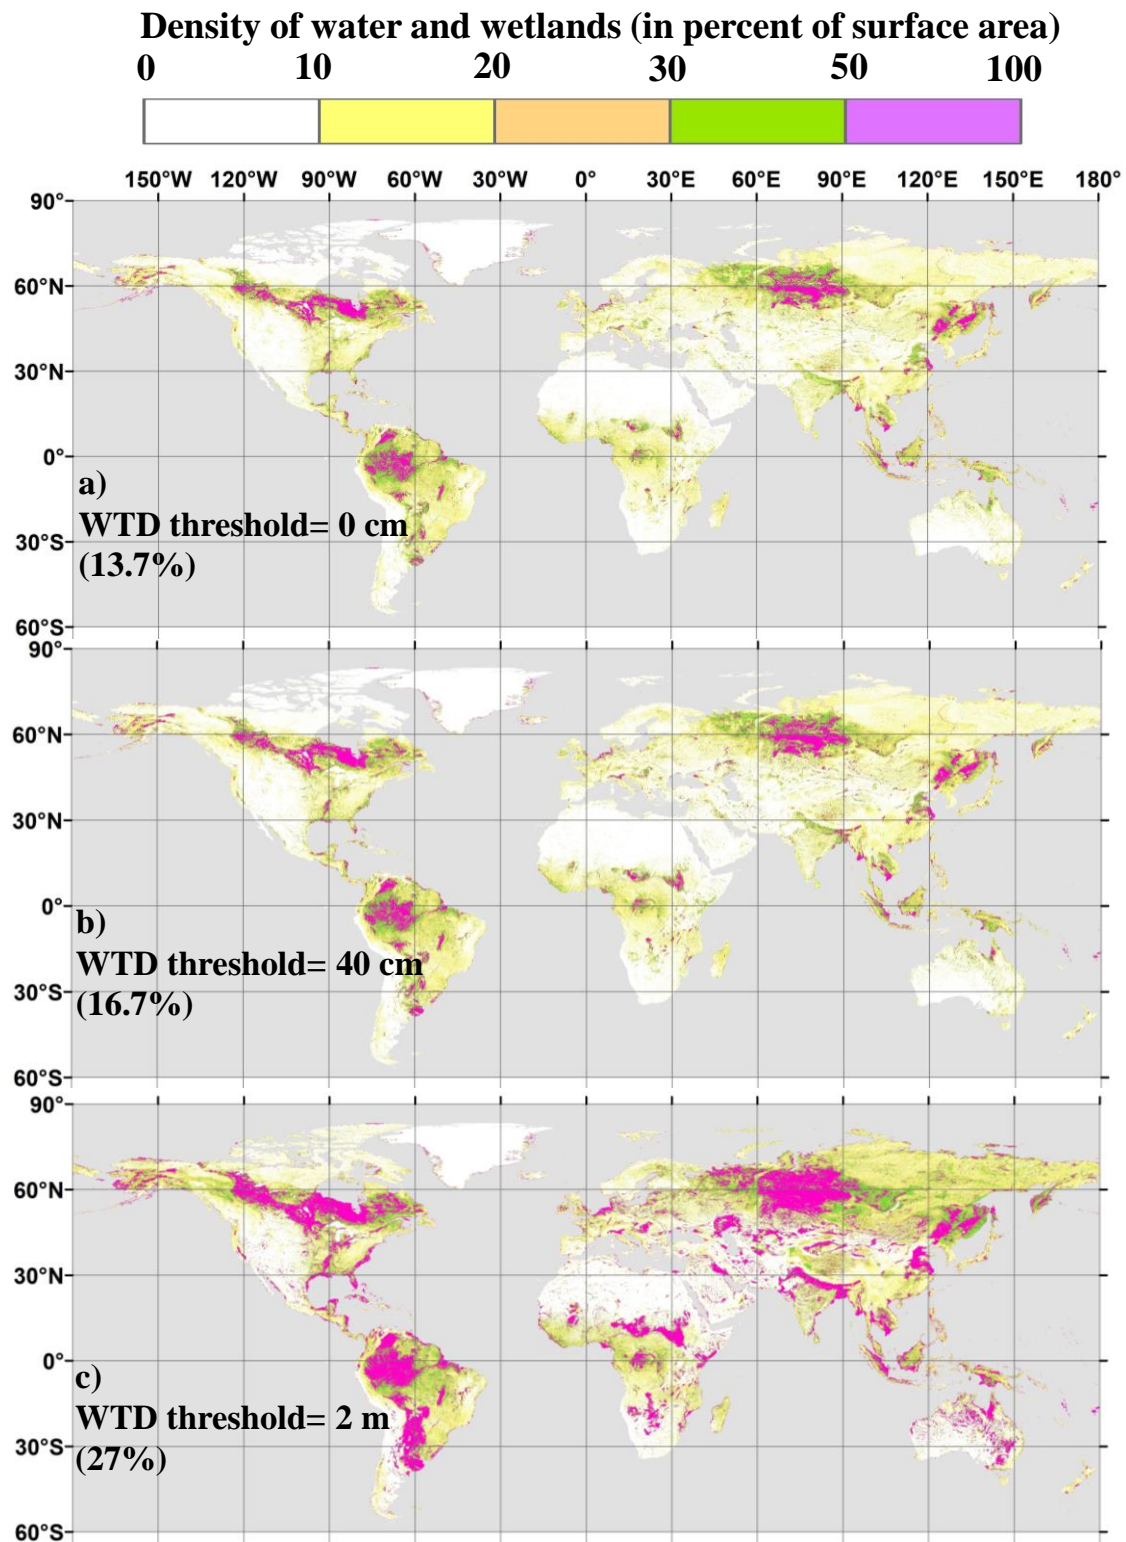 Density of water and wetlands (in percent of surface area)
0 10 20 30 50 100
150°W 120°W 90°W 60°W 30°W 0° 30°E 60°E 90°E 120°E 150°E 180°
90°
60°N
30°N
0°
a)
WTD threshold= 0 cm
30°S
(13.7%)
60°S
90°
60°N
30°N
0°
b)
WTD threshold= 40 cm
30°S
(16.7%)
60°S
90°
60°N
30°N
0°
c)
WTD threshold= 2 m
30°S
(27%)
60°S